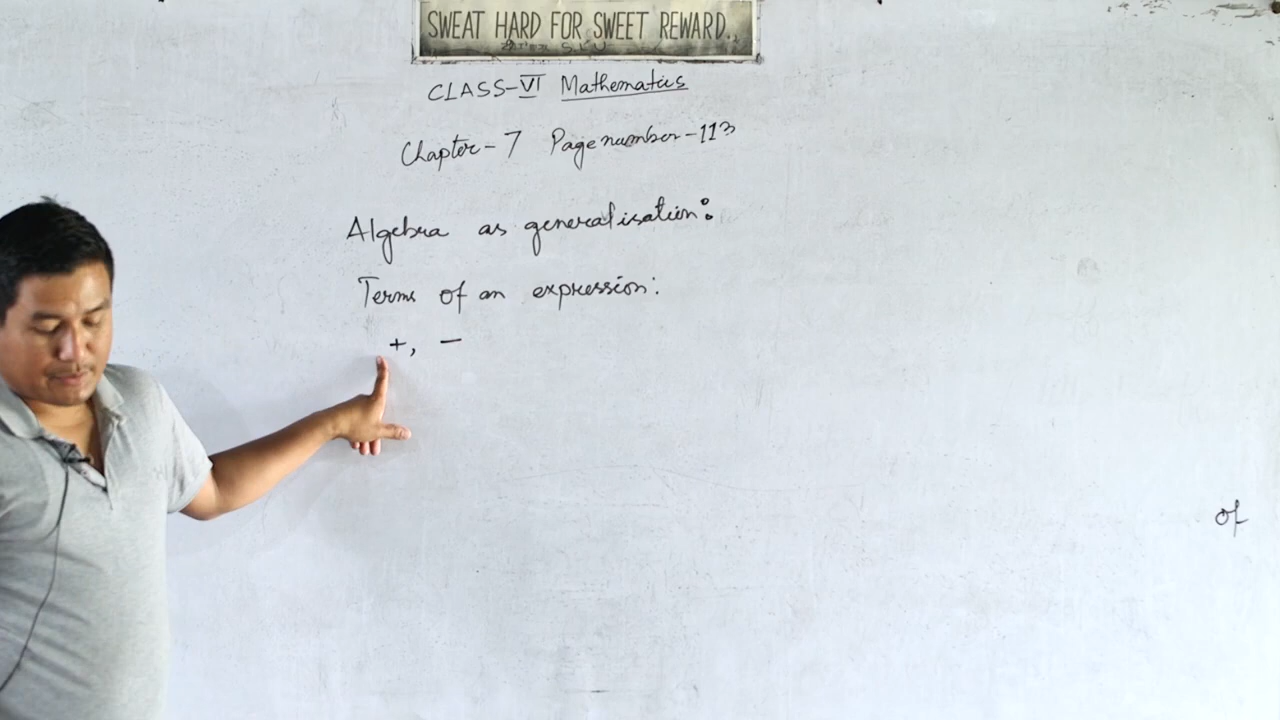 SWEAT HARD FOR SWEET REWARD..
CLASS-VI Mathematics
Chapter-7 Page number-113
Algebra as generalisation:
Terms of an expression:
+, -
of